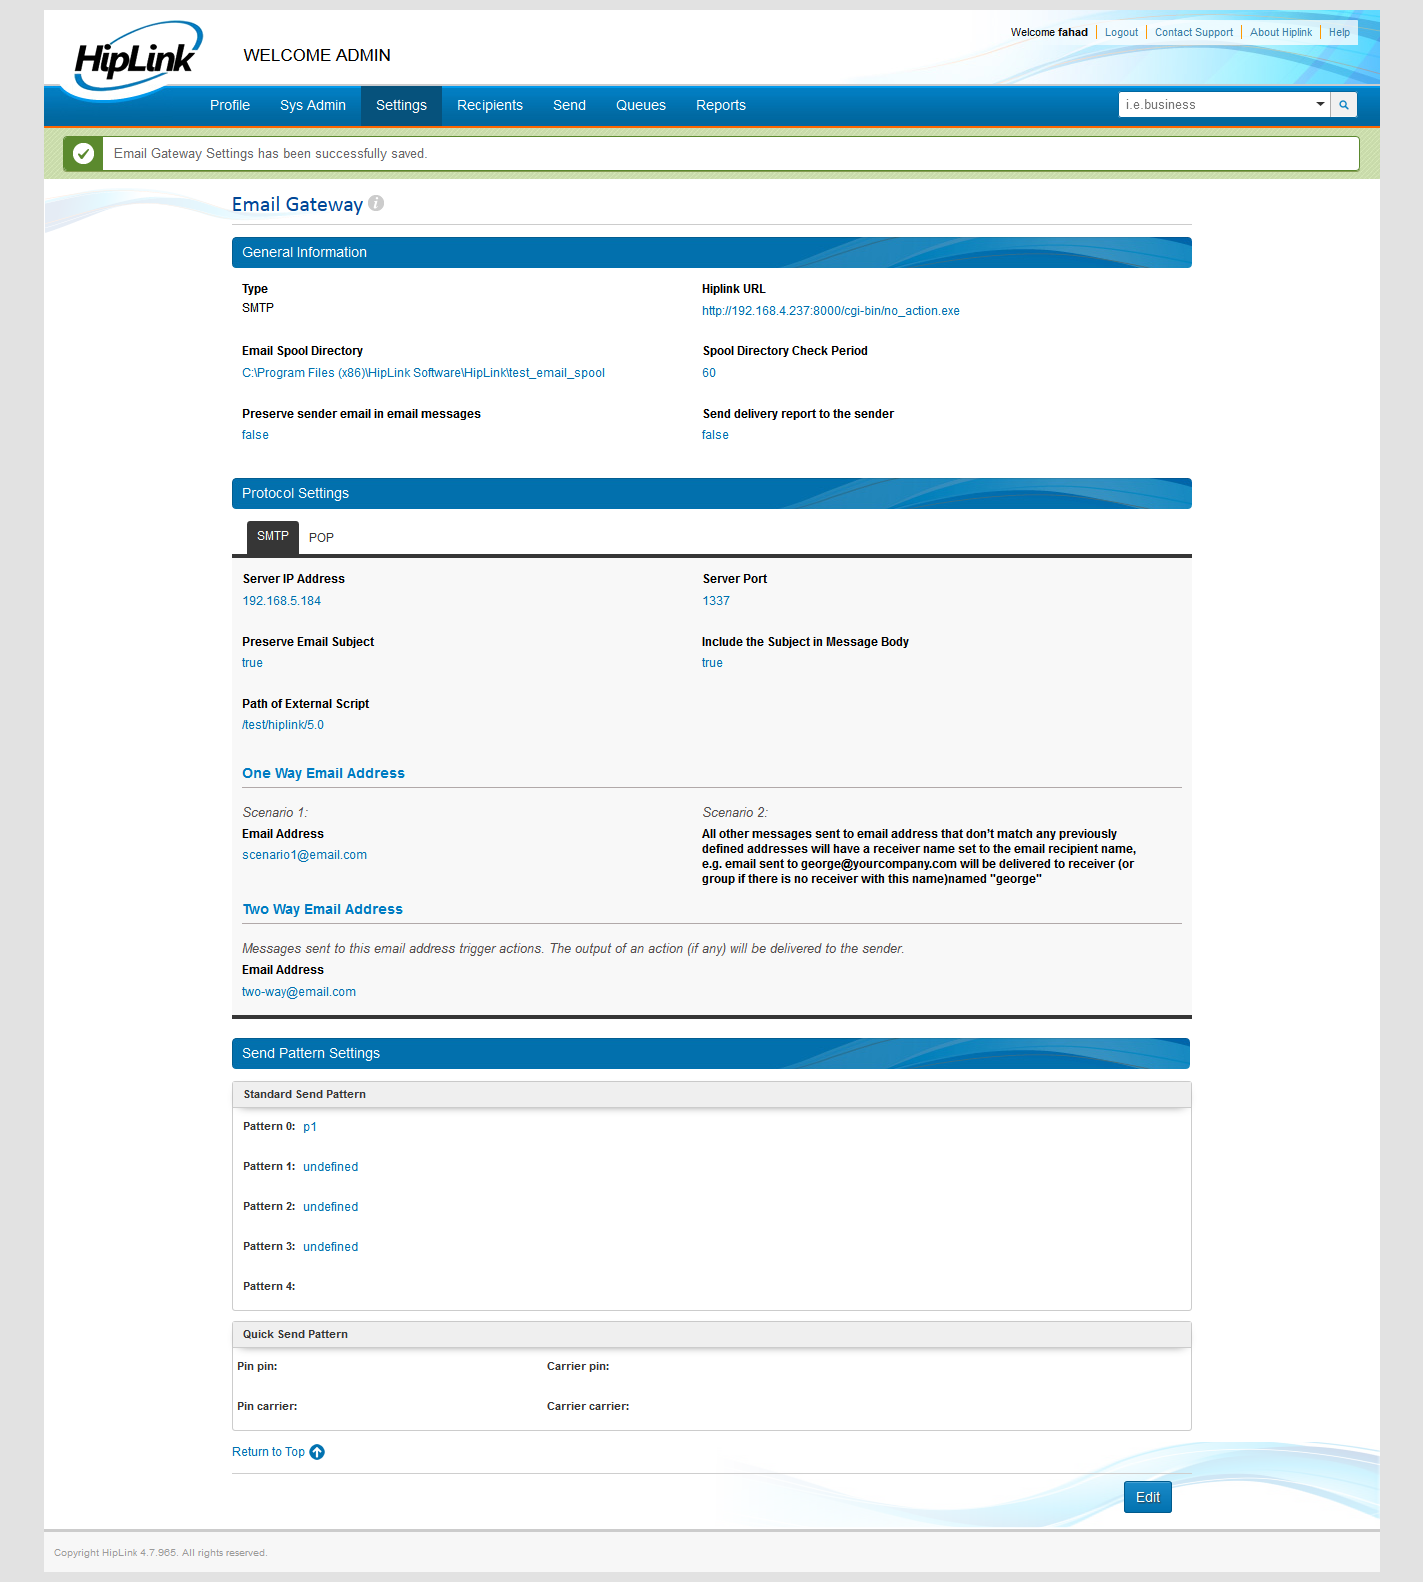 HipLink
WELCOME ADMIN
Welcome fahad Logout Contact Support About Hiplink Help
Profile Sys Admin Settings Recipients Send Queues Reports i.e.business
Email Gateway Settings has been successfully saved.
Email Gateway i
General Information
Type Hiplink URL
SMTP http://192.168.4.237:8000/cgi-bin/no_action.exe
Email Spool Directory Spool Directory Check Period
C:\Program Files (x86)\HipLink Software\HipLink\test_email_spool 60
Preserve sender email in email messages Send delivery report to the sender
false false
Protocol Settings
SMTP POP
Server IP Address Server Port
192.168.5.184 1337
Preserve Email Subject Include the Subject in Message Body
true true
Path of External Script
/test/hiplink/5.0
One Way Email Address
Scenario 1:
Email Address
scenario1@email.com
Scenario 2:
All other messages sent to email address that don't match any previously
defined addresses will have a receiver name set to the email recipient name,
e.g. email sent to george@yourcompany.com will be delivered to receiver (or
group if there is no receiver with this name)named "george"
Two Way Email Address
Messages sent to this email address trigger actions. The output of an action (if any) will be delivered to the sender.
Email Address
two-way@email.com
Send Pattern Settings
Standard Send Pattern
Pattern 0: p1
Pattern 1: undefined
Pattern 2: undefined
Pattern 3: undefined
Pattern 4:
Quick Send Pattern
Pin pin: Carrier pin:
Pin carrier: Carrier carrier:
Return to Top
Edit
Copyright HipLink 4.7.965. All rights reserved.